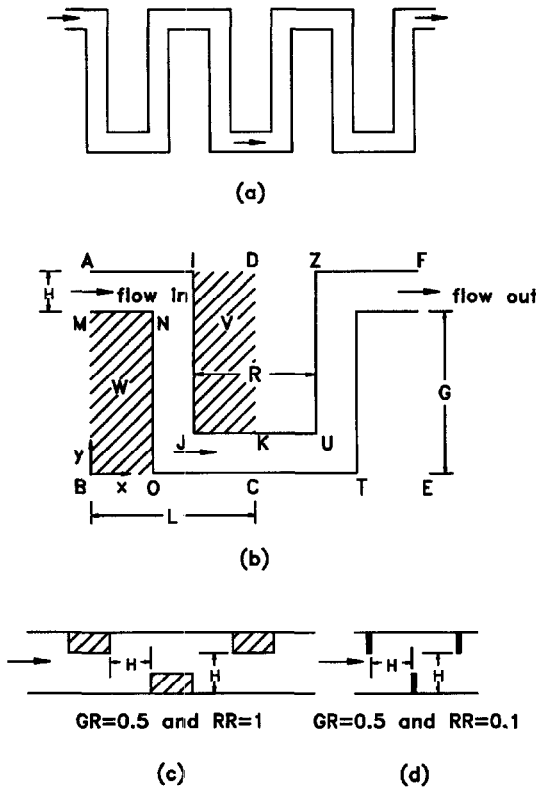 (a)
A I D Z F
H flow in flow out
M N V
R
W G
J K U
y
B x O C T E
L
(b)
H H H H
GR=0.5 and RR=1 GR=0.5 and RR=0.1
(c) (d)